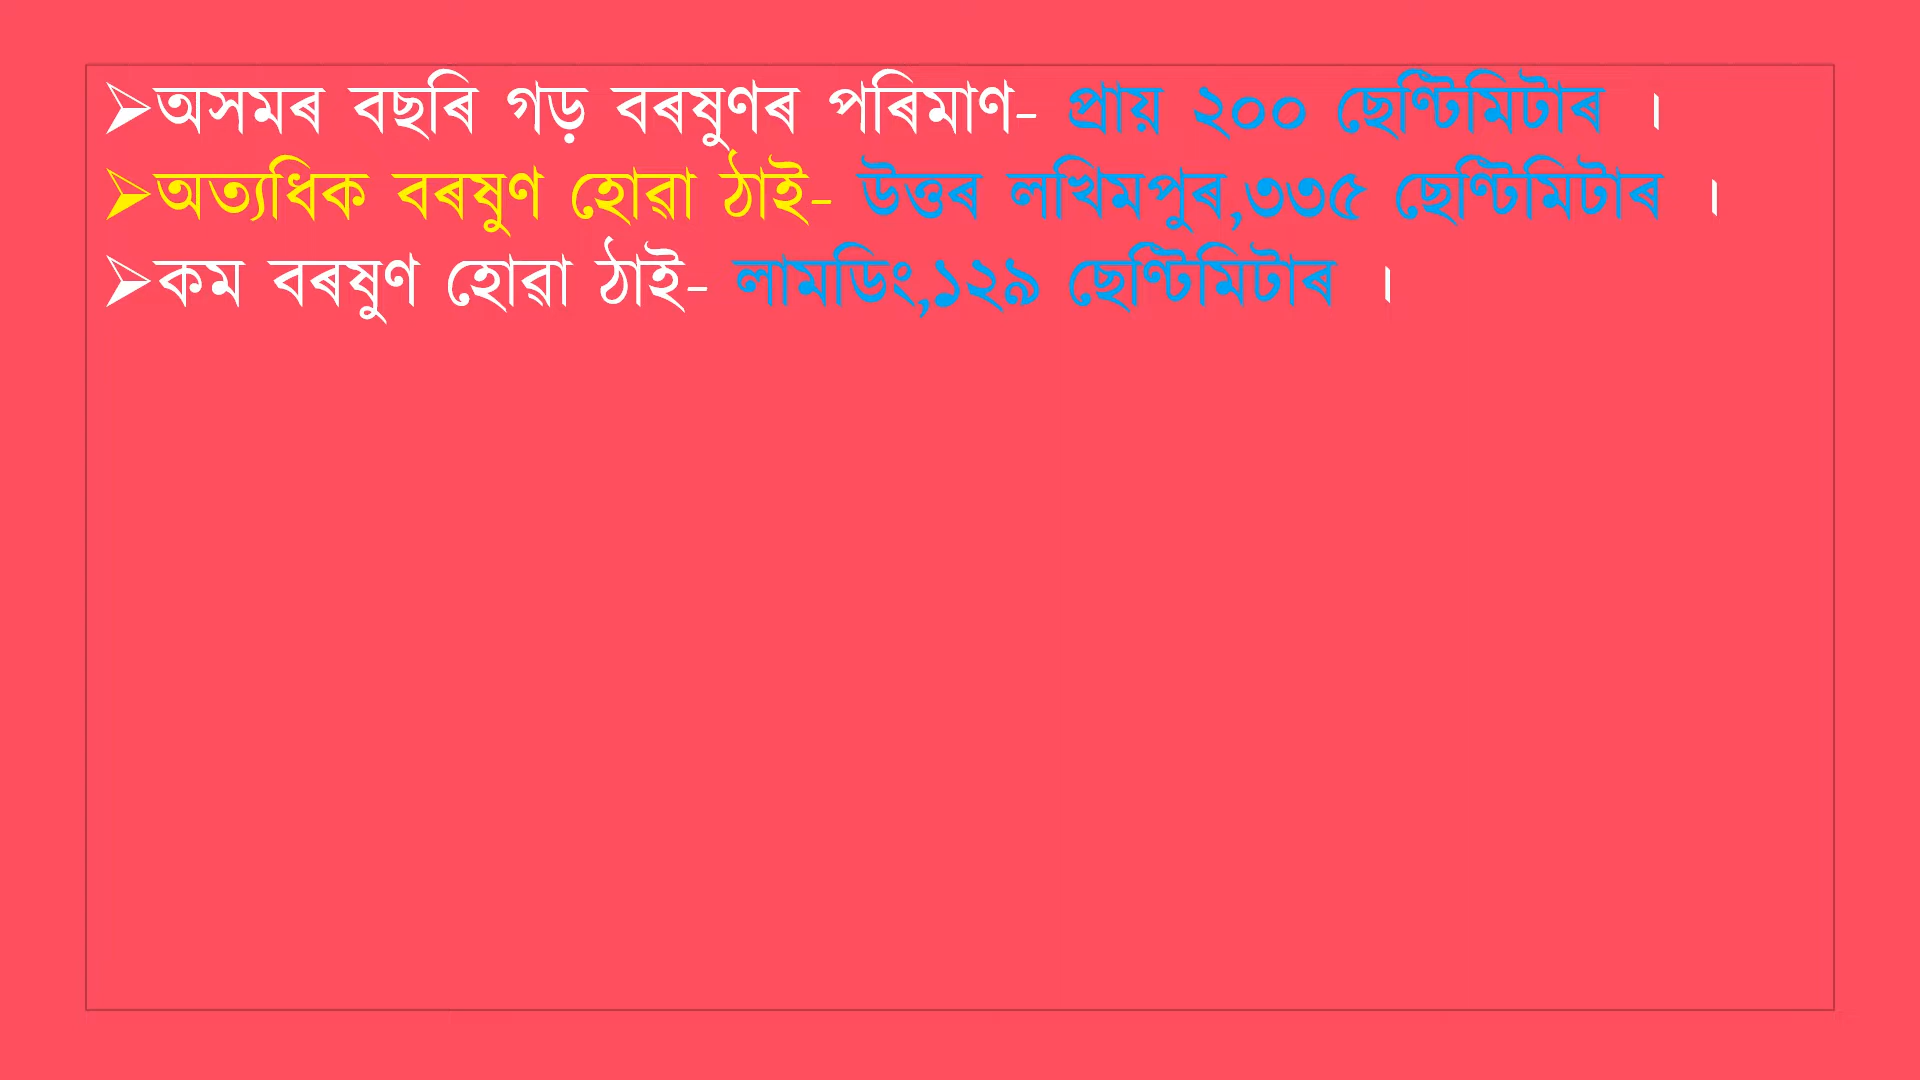 ➢অসমৰ বছৰি গড় বৰষুণৰ পৰিমাণ- প্ৰায় ২০০ ছেণ্টিমিটাৰ ।
➢অত্যধিক বৰষুণ হোৱা ঠাই- উত্তৰ লখিমপুৰ,৩৩৫ ছেণ্টিমিটাৰ ।
➢কম বৰষুণ হোৱা ঠাই- লামডিং,১২৯ ছেণ্টিমিটাৰ ।